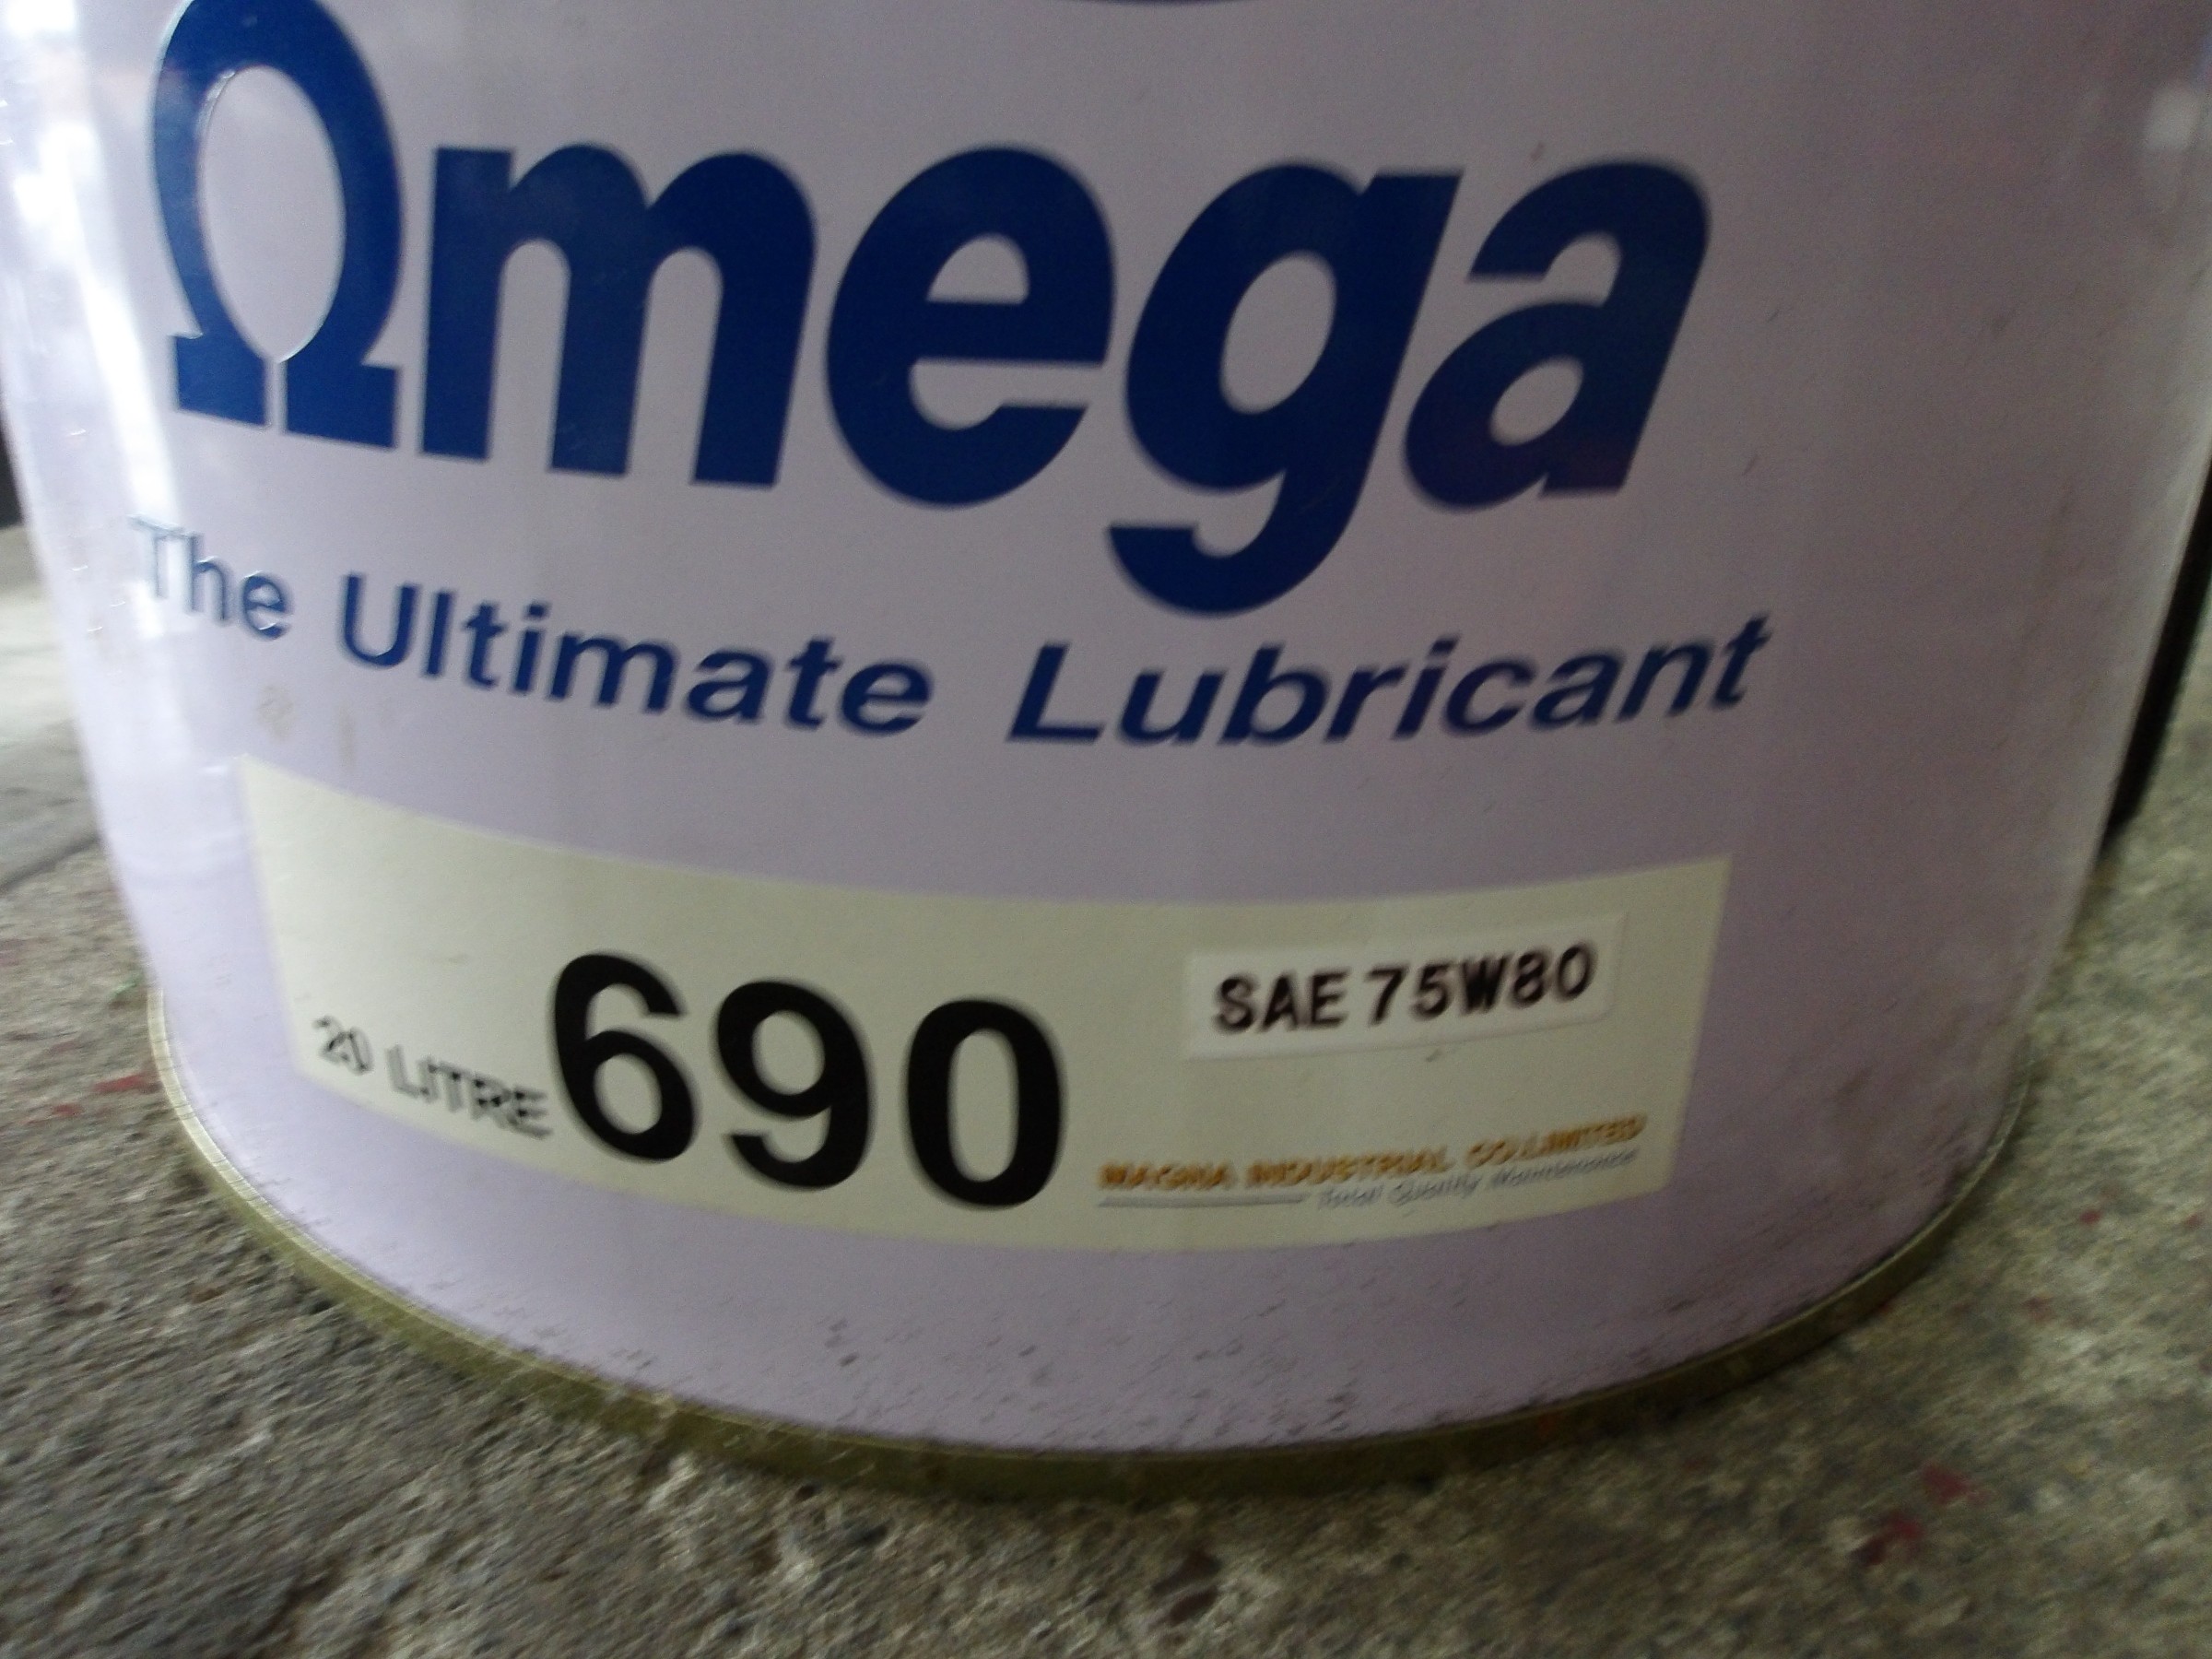 Ωmega
The Ultimate Lubricant
SAE 75W80
20 LITRE 690
MAGNA INDUSTRIAL CO. LIMITED
Total Quality Maintenance